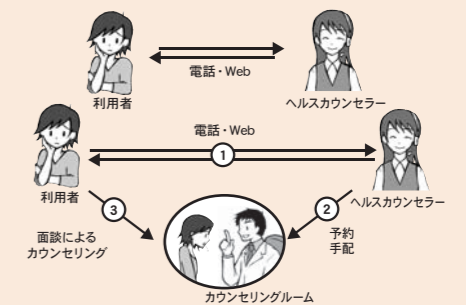 電話・Web
利用者
ヘルスカウンセラー
電話・Web
1
利用者
ヘルスカウンセラー
3
2
面談による
カウンセリング
予約
手配
カウンセリングルーム